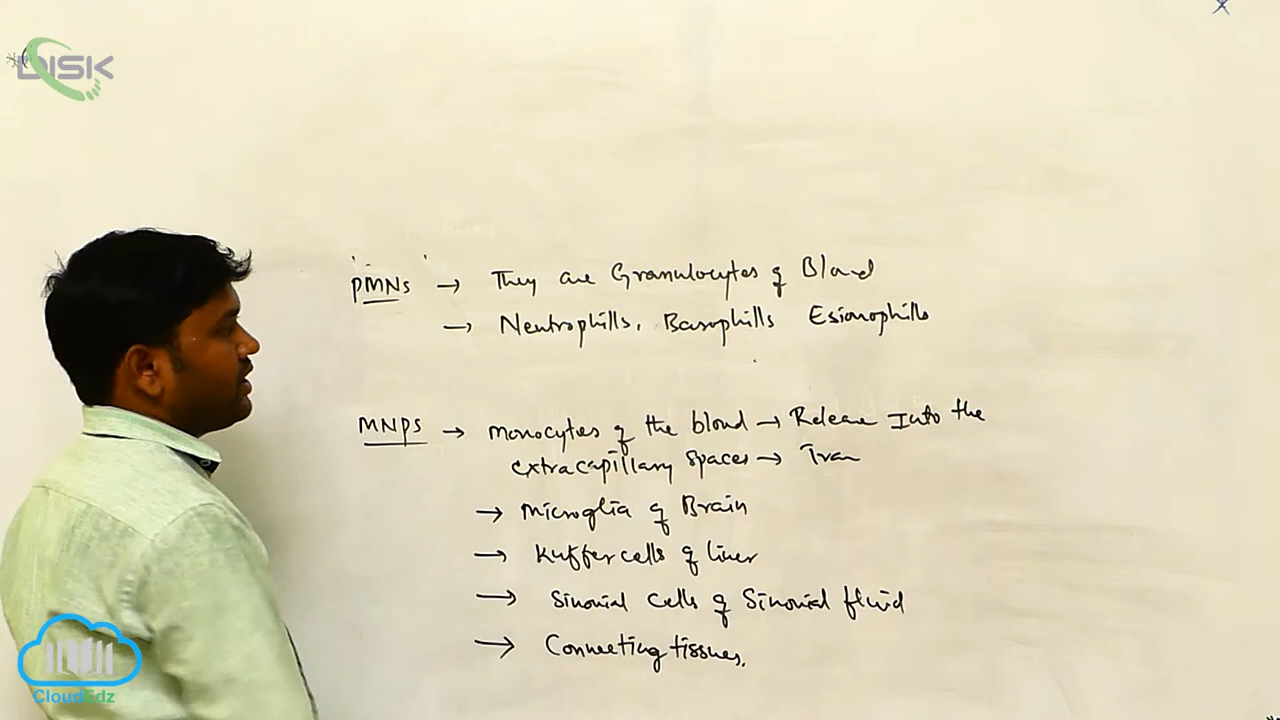 DISK
PMNs → They are Granulocytes of Blood
→ Neutrophills, Basophills Esionophills
MNPS → Monocytes of the blood → Release Into the
extracapillary spaces → Tran
→ Microglia of Brain
→ Kuffer cells of liver
→ Sinovial cells of Sinovial fluid
→ Connecting tissues.
CloudEdz